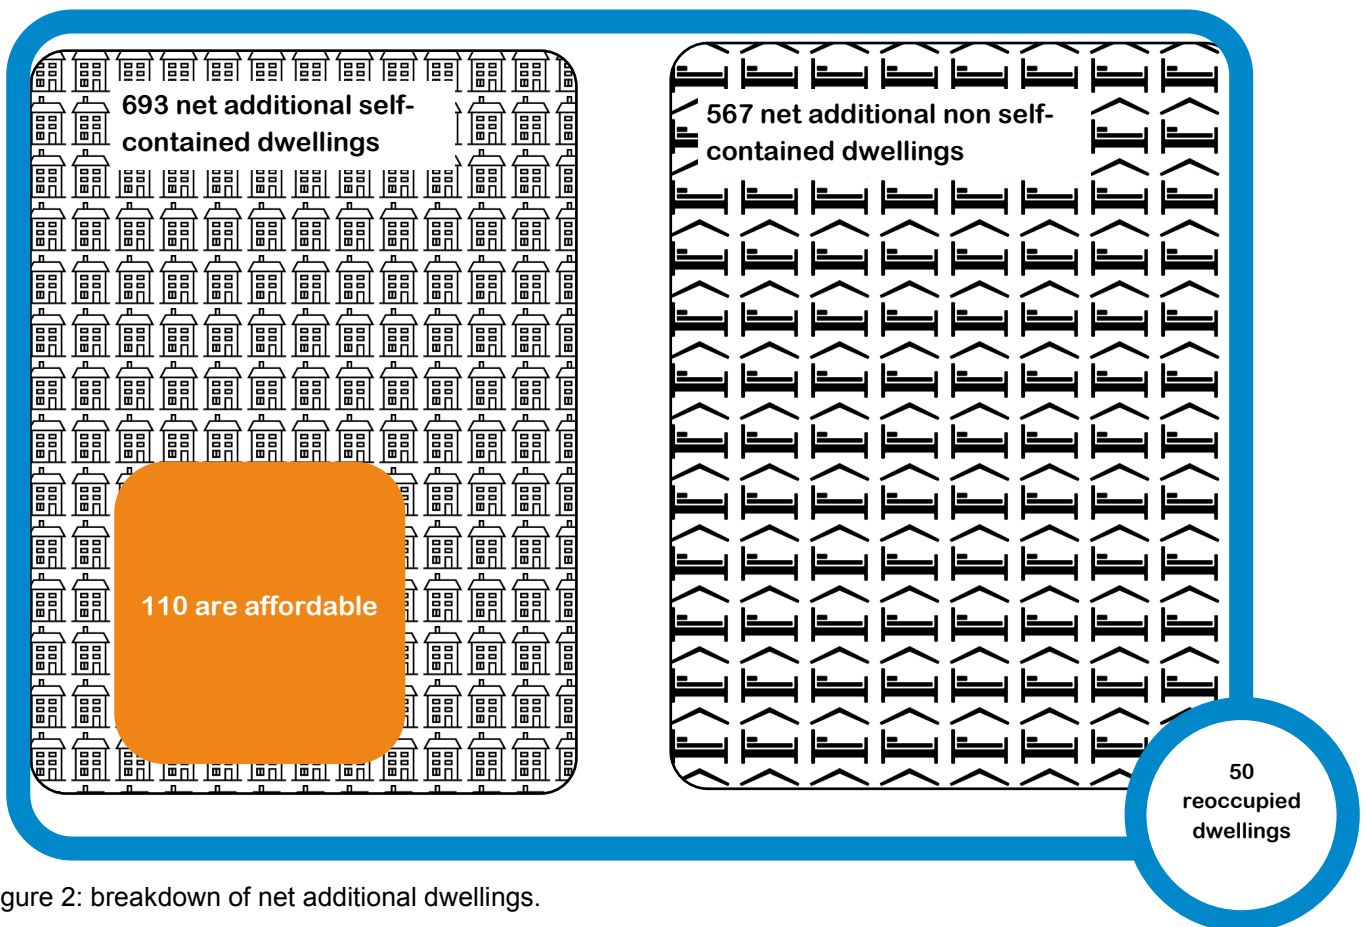 693 net additional self-
contained dwellings
567 net additional non self-
contained dwellings
110 are affordable
50
reoccupied
dwellings
gure 2: breakdown of net additional dwellings.